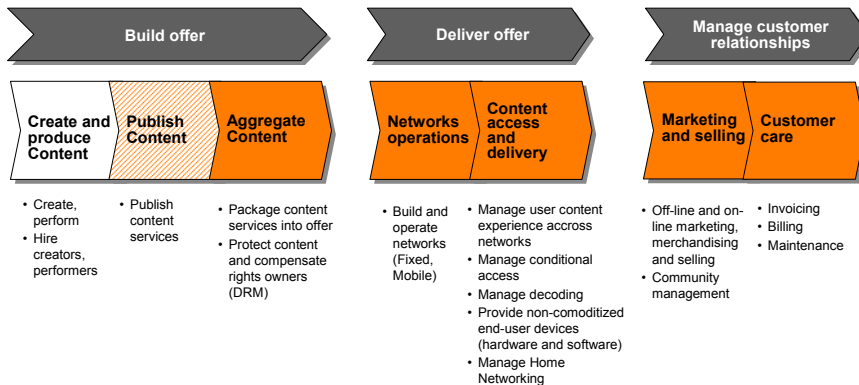 Build offer
Deliver offer
Manage customer
relationships
Create and
produce
Content
Publish
Content
Aggregate
Content
Networks
operations
Content
access
and
delivery
Marketing
and selling
Customer
care
• Create,
perform
• Hire
creators,
performers
• Publish
content
services
• Package content
services into offer
• Protect content
and compensate
rights owners
(DRM)
• Build and
operate
networks
(Fixed,
Mobile)
• Manage user content
experience accross
networks
• Manage conditional
access
• Manage decoding
• Provide non-comoditized
end-user devices
(hardware and software)
• Manage Home
Networking
• Off-line and on-
line marketing,
merchandising
and selling
• Community
management
• Invoicing
• Billing
• Maintenance